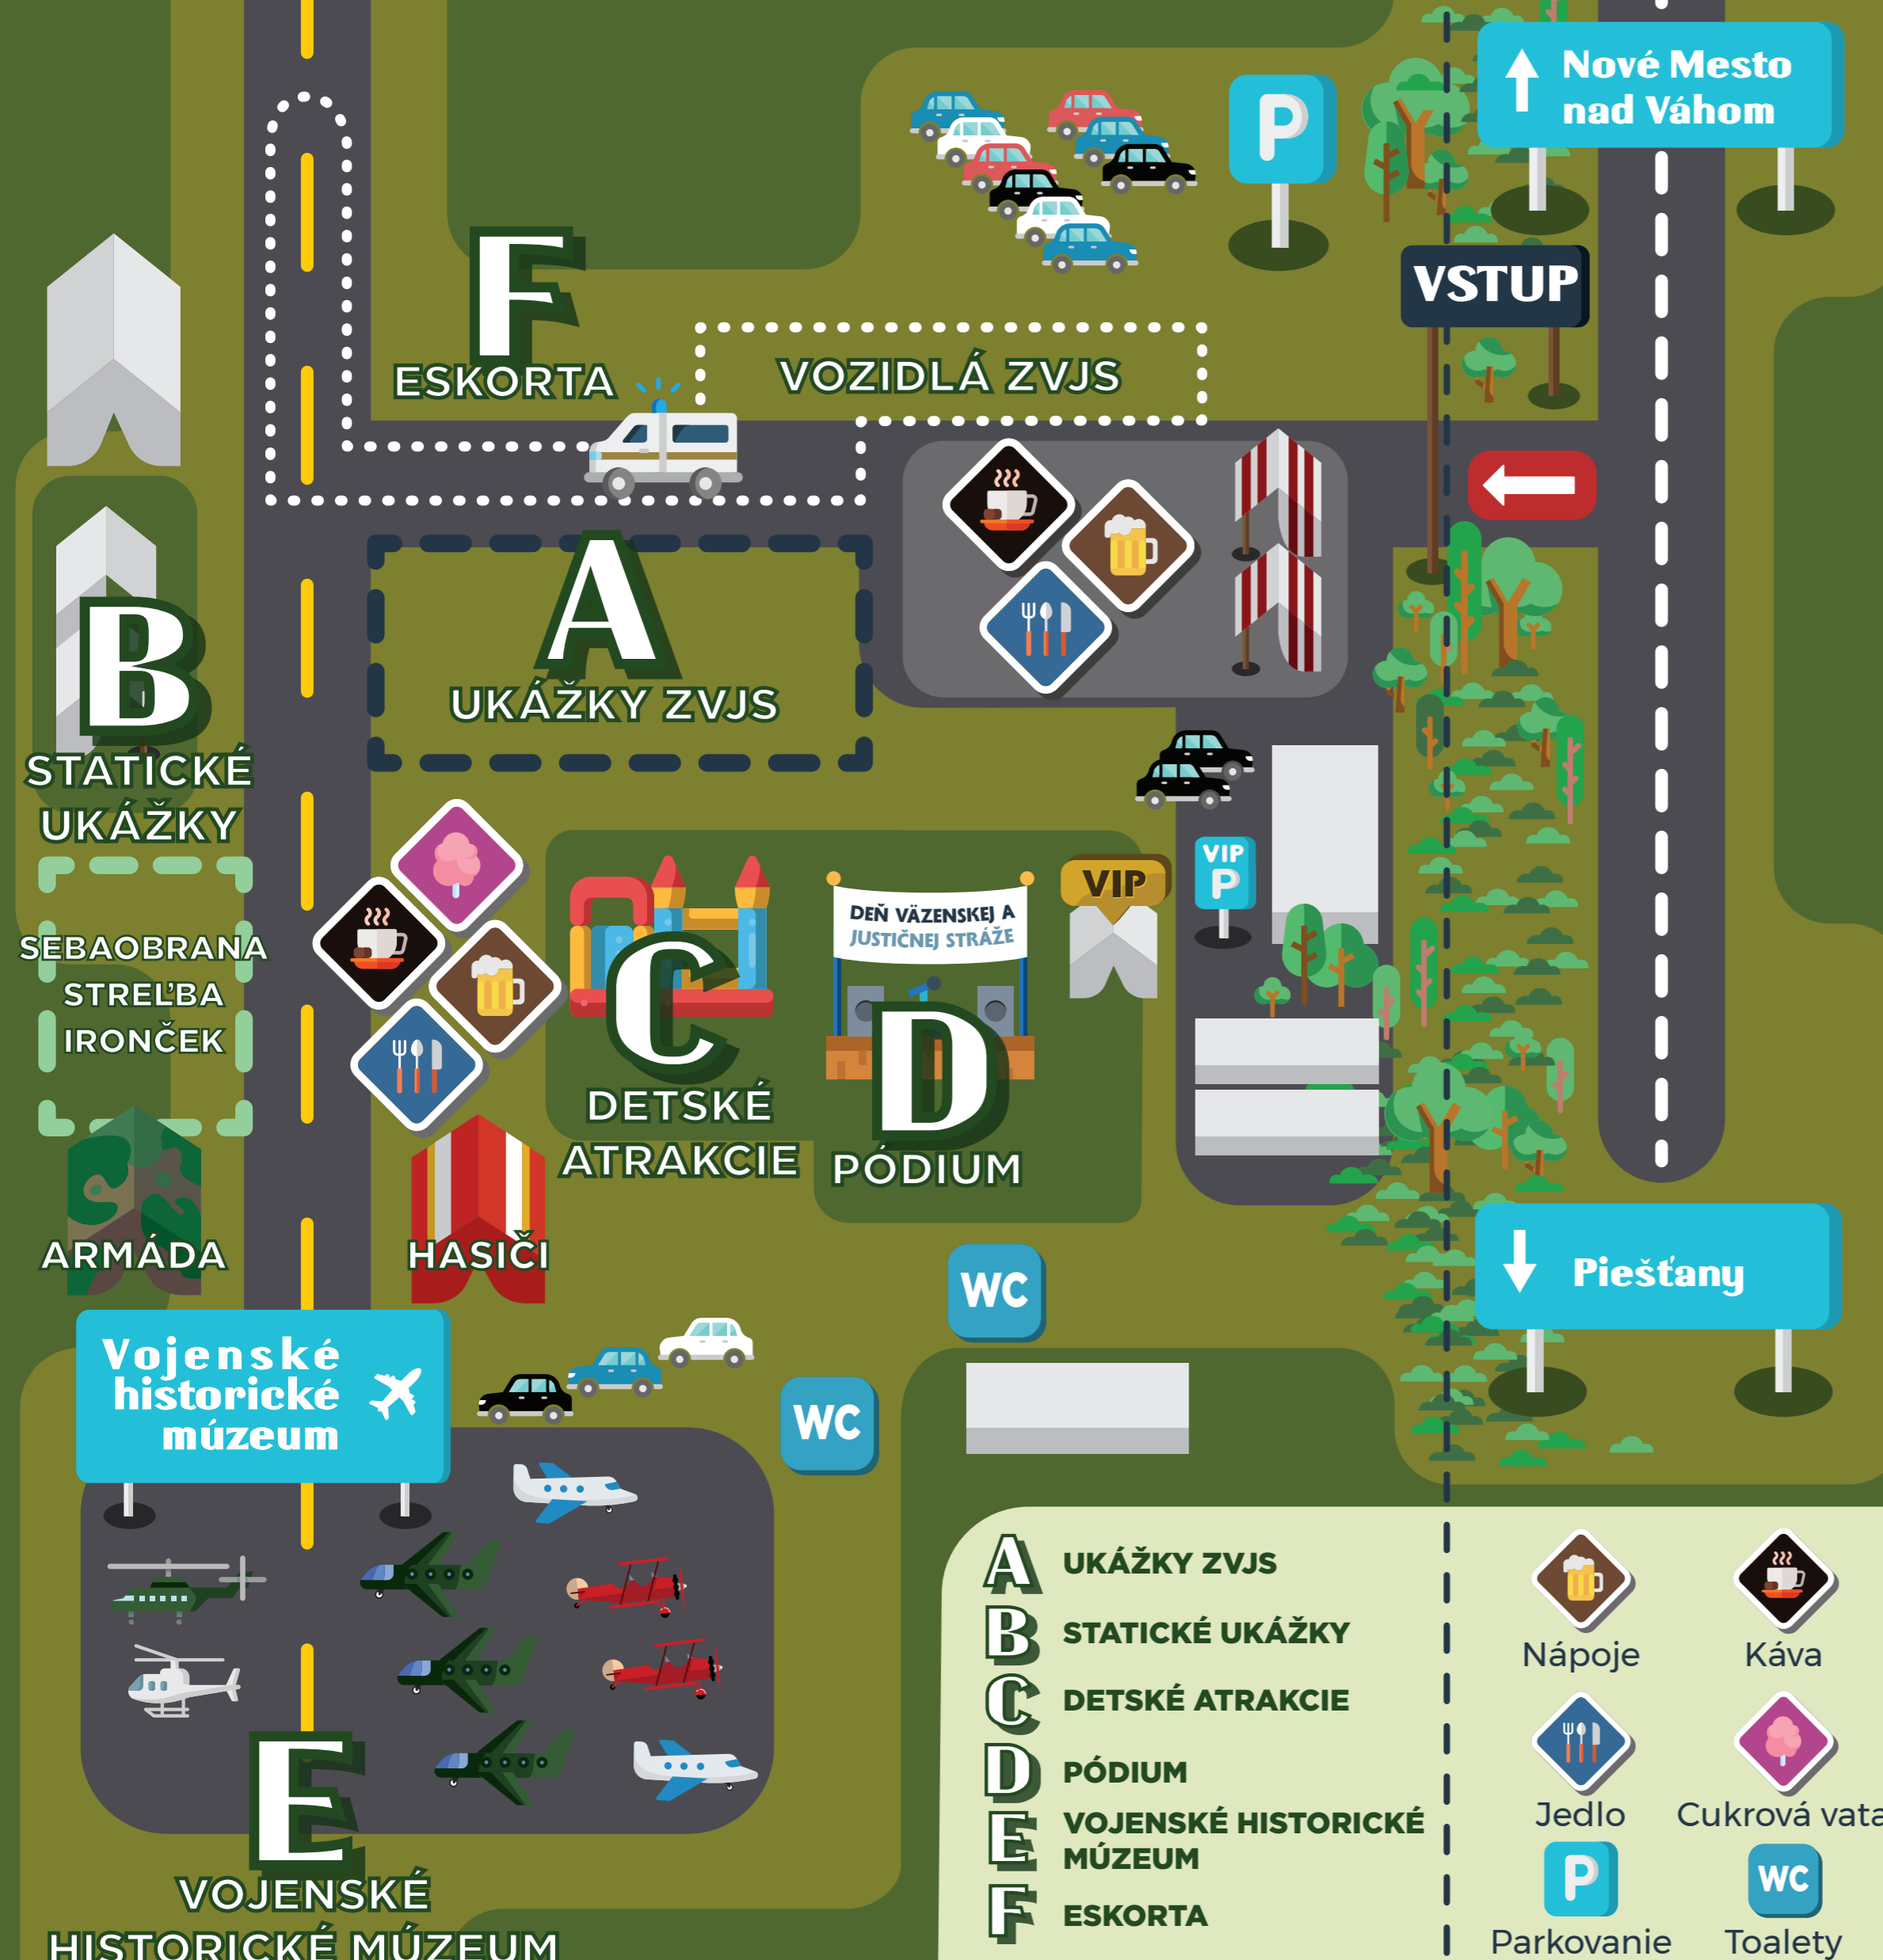 Nové Mesto
nad Váhom
P
VSTUP
F
ESKORTA
VOZIDLÁ ZVJS
A
UKÁŽKY ZVJS
B
STATICKÉ
UKÁŽKY
SEBAOBRANA
STREĽBA
IRONČEK
ARMÁDA
HASIČI
C
DETSKÉ
ATRAKCIE
DEŇ VÄZENSKEJ A
JUSTIČNEJ STRÁŽE
D
PÓDIUM
VIP
VIP
P
WC
WC
Piešťany
Vojenské
historické
múzeum
E
VOJENSKÉ
HISTORICKÉ MÚZEUM
A UKÁŽKY ZVJS
B STATICKÉ UKÁŽKY
C DETSKÉ ATRAKCIE
D PÓDIUM
E VOJENSKÉ HISTORICKÉ
MÚZEUM
F ESKORTA
Nápoje
Káva
Jedlo
Cukrová vata
P
WC
Parkovanie
Toalety